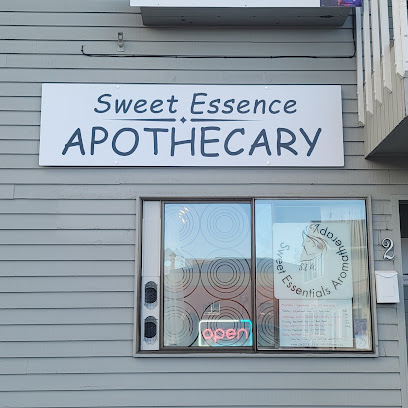 Sweet Essence
APOTHECARY
Sweet Essentials Aromatherapy
2
open